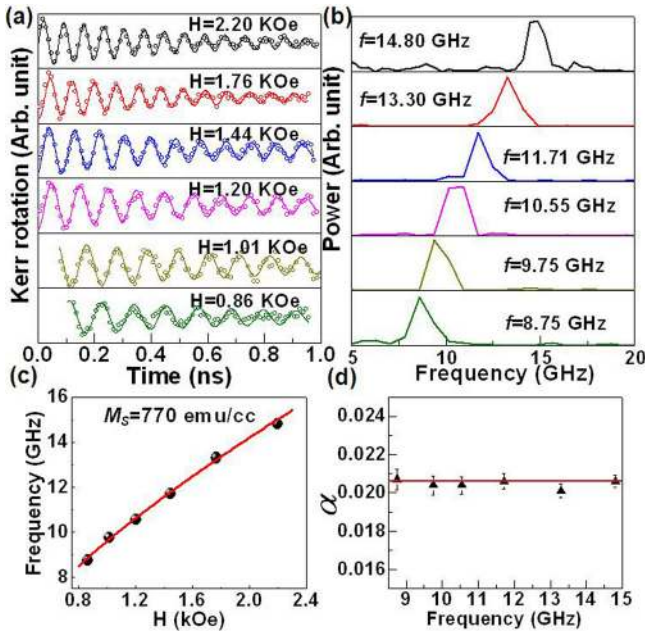 (a)
H=2.20 KOe
H=1.76 KOe
H=1.44 KOe
H=1.20 KOe
H=1.01 KOe
H=0.86 KOe
Kerr rotation (Arb. unit)
0.0 0.2 0.4 0.6 0.8 1.0
Time (ns)
(b)
f=14.80 GHz
f=13.30 GHz
f=11.71 GHz
f=10.55 GHz
f=9.75 GHz
f=8.75 GHz
Power (Arb. unit)
5 10 15 20
Frequency (GHz)
(c)
M_S=770 emu/cc
16
14
12
10
8
Frequency (GHz)
0.8 1.2 1.6 2.0 2.4
H (kOe)
(d)
0.024
0.022
0.020
0.018
0.016
α
9 10 11 12 13 14 15
Frequency (GHz)